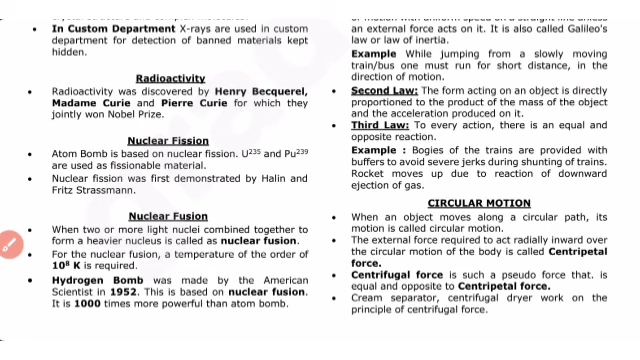 • In Custom Department X-rays are used in custom
department for detection of banned materials kept
hidden.
Radioactivity
• Radioactivity was discovered by Henry Becquerel,
Madame Curie and Pierre Curie for which they
jointly won Nobel Prize.
Nuclear Fission
• Atom Bomb is based on nuclear fission. U²³⁵ and Pu²³⁹
are used as fissionable material.
• Nuclear fission was first demonstrated by Halin and
Fritz Strassmann.
Nuclear Fusion
• When two or more light nuclei combined together to
form a heavier nucleus is called as nuclear fission.
• For the nuclear fusion, a temperature of the order of
10⁸ K is required.
• Hydrogen Bomb was made by the American
Scientist in 1952. This is based on nuclear fusion.
It is 1000 times more powerful than atom bomb.
of motion with uniform speed on a straight line unless
an external force acts on it. It is also called Galileo's
law or law of inertia.
Example While jumping from a slowly moving
train/bus one must run for short distance, in the
direction of motion.
• Second Law: The form acting on an object is directly
proportioned to the product of the mass of the object
and the acceleration produced on it.
• Third Law: To every action, there is an equal and
opposite reaction.
Example : Bogies of the trains are provided with
buffers to avoid severe jerks during shunting of trains.
Rocket moves up due to reaction of downward
ejection of gas.
CIRCULAR MOTION
• When an object moves along a circular path, its
motion is called circular motion.
• The external force required to act radially inward over
the circular motion of the body is called Centripetal
force.
• Centrifugal force is such a pseudo force that. is
equal and opposite to Centripetal force.
• Cream separator, centrifugal dryer work on the
principle of centrifugal force.